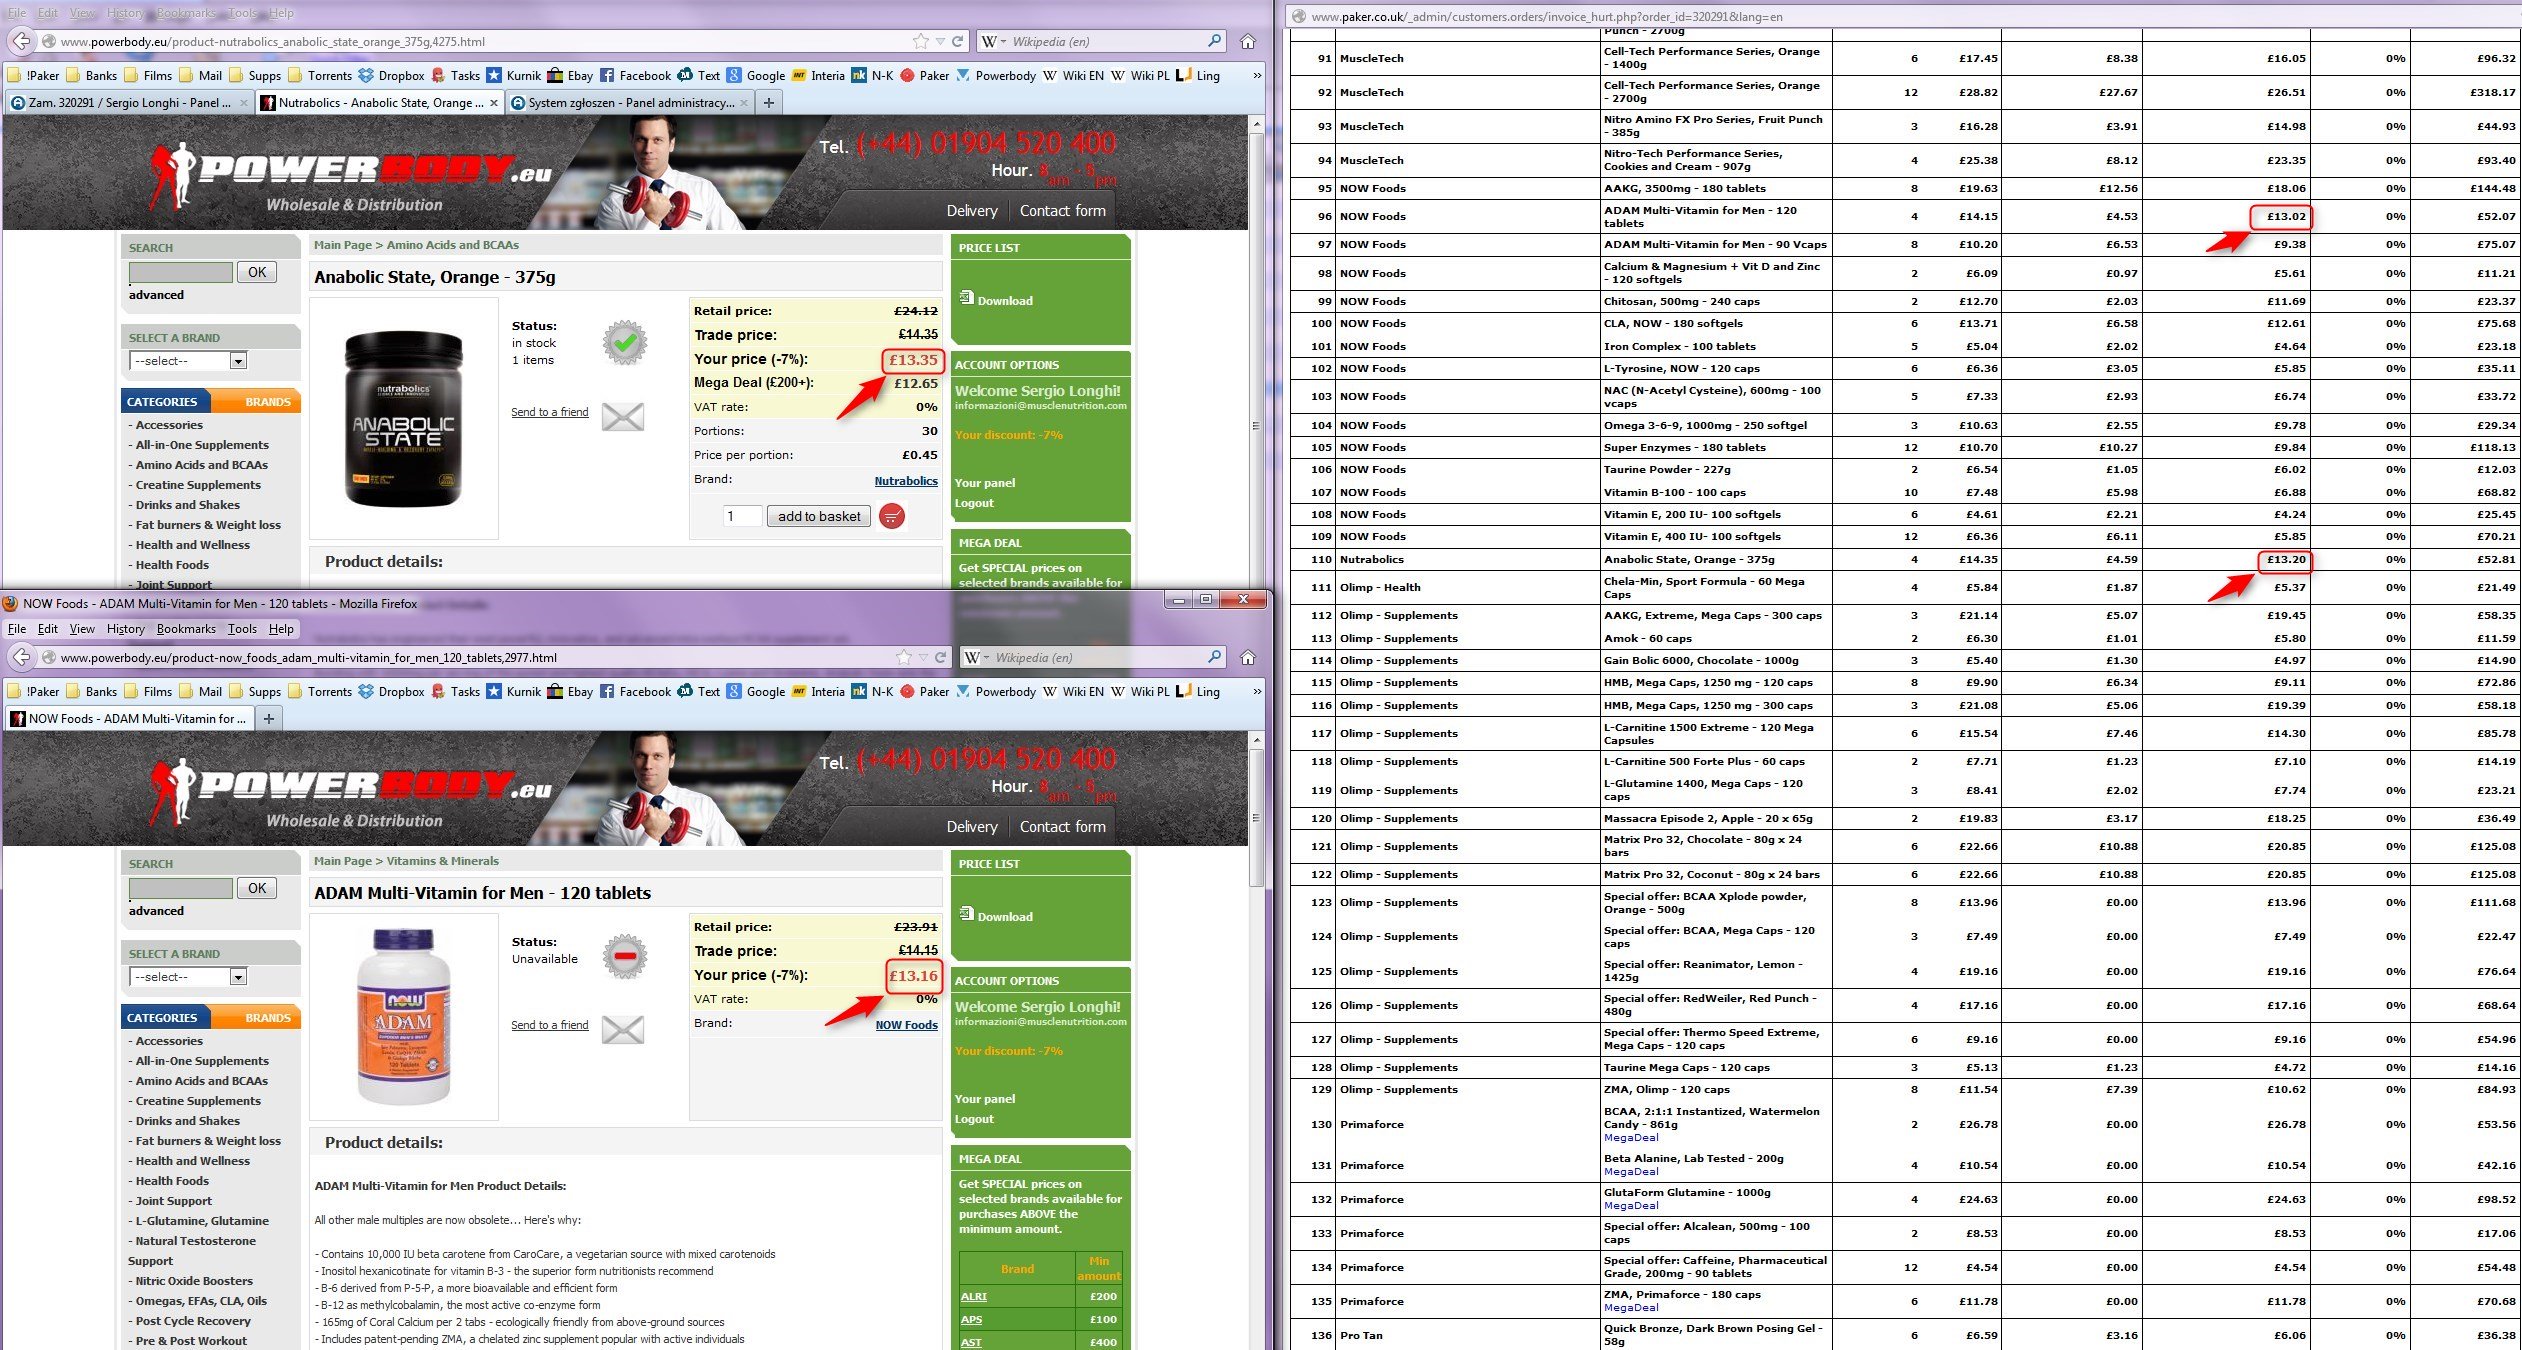 File Edit View History Bookmarks Tools Help
www.powerbody.eu/product-nutrabolics_anabolic_state_orange_375g,4275.html
Wikipedia (en)
!Paker Banks Films Mail Supps Torrents Dropbox Tasks Kurnik Ebay Facebook Text Google Interia N-K Paker Powerbody Wiki EN Wiki PL Ling »
Zam. 320291 / Sergio Longhi - Panel ...
Nutrabolics - Anabolic State, Orange ...
System zgłoszen - Panel administracy...
POWERBODY.eu
Wholesale & Distribution
Tel. (+44) 01904 520 400
Hour. 8am - 5pm
Delivery
Contact form
SEARCH
OK
advanced
SELECT A BRAND
--select--
CATEGORIES BRANDS
- Accessories
- All-in-One Supplements
- Amino Acids and BCAAs
- Creatine Supplements
- Drinks and Shakes
- Fat burners & Weight loss
- Health and Wellness
- Health Foods
- Joint Support
Main Page > Amino Acids and BCAAs
Anabolic State, Orange - 375g
nutrabolics
ANABOLIC
STATE
Status:
in stock
1 items
Send to a friend
Retail price: £24.12
Trade price: £14.35
Your price (-7%): £13.35
Mega Deal (£200+): £12.65
VAT rate: 0%
Portions: 30
Price per portion: £0.45
Brand: Nutrabolics
1 add to basket
Product details:
PRICE LIST
Download
ACCOUNT OPTIONS
Welcome Sergio Longhi!
informazioni@musclenutrition.com
Your discount: -7%
Your panel
Logout
MEGA DEAL
Get SPECIAL prices on
selected brands available for
NOW Foods - ADAM Multi-Vitamin for Men - 120 tablets - Mozilla Firefox
File Edit View History Bookmarks Tools Help
www.powerbody.eu/product-now_foods_adam_multi-vitamin_for_men_120_tablets,2977.html
Wikipedia (en)
!Paker Banks Films Mail Supps Torrents Dropbox Tasks Kurnik Ebay Facebook Text Google Interia N-K Paker Powerbody Wiki EN Wiki PL Ling »
NOW Foods - ADAM Multi-Vitamin for ...
POWERBODY.eu
Wholesale & Distribution
Tel. (+44) 01904 520 400
Hour. 8am - 5pm
Delivery
Contact form
SEARCH
OK
advanced
SELECT A BRAND
--select--
CATEGORIES BRANDS
- Accessories
- All-in-One Supplements
- Amino Acids and BCAAs
- Creatine Supplements
- Drinks and Shakes
- Fat burners & Weight loss
- Health and Wellness
- Health Foods
- Joint Support
- L-Glutamine, Glutamine
- Natural Testosterone
Support
- Nitric Oxide Boosters
- Omegas, EFAs, CLA, Oils
- Post Cycle Recovery
- Pre & Post Workout
Main Page > Vitamins & Minerals
ADAM Multi-Vitamin for Men - 120 tablets
now
ADAM
Status:
Unavailable
Send to a friend
Retail price: £23.91
Trade price: £14.15
Your price (-7%): £13.16
VAT rate: 0%
Brand: NOW Foods
Product details:
ADAM Multi-Vitamin for Men Product Details:
All other male multiples are now obsolete... Here's why:
- Contains 10,000 IU beta carotene from CaroCare, a vegetarian source with mixed carotenoids
- Inositol hexanicotinate for vitamin B-3 - the superior form nutritionists recommend
- B-6 derived from P-5-P, a more bioavailable and efficient form
- B-12 as methylcobalamin, the most active co-enzyme form
- 165mg of Coral Calcium per 2 tabs - ecologically friendly from above-ground sources
- Includes patent-pending ZMA, a chelated zinc supplement popular with active individuals
PRICE LIST
Download
ACCOUNT OPTIONS
Welcome Sergio Longhi!
informazioni@musclenutrition.com
Your discount: -7%
Your panel
Logout
MEGA DEAL
Get SPECIAL prices on
selected brands available for
purchases ABOVE the
minimum amount.
Brand Min amount
ALRI £200
APS £100
AST £400
www.paker.co.uk/_admin/customers.orders/invoice_hurt.php?order_id=320291&lang=en
Punch - 2700g
91 MuscleTech Cell-Tech Performance Series, Orange - 1400g 6 £17.45 £8.38 £16.05 0% £96.32
92 MuscleTech Cell-Tech Performance Series, Orange - 2700g 12 £28.82 £27.67 £26.51 0% £318.17
93 MuscleTech Nitro Amino FX Pro Series, Fruit Punch - 385g 3 £16.28 £3.91 £14.98 0% £44.93
94 MuscleTech Nitro-Tech Performance Series, Cookies and Cream - 907g 4 £25.38 £8.12 £23.35 0% £93.40
95 NOW Foods AAKG, 3500mg - 180 tablets 8 £19.63 £12.56 £18.06 0% £144.48
96 NOW Foods ADAM Multi-Vitamin for Men - 120 tablets 4 £14.15 £4.53 £13.02 0% £52.07
97 NOW Foods ADAM Multi-Vitamin for Men - 90 Vcaps 8 £10.20 £6.53 £9.38 0% £75.07
98 NOW Foods Calcium & Magnesium + Vit D and Zinc - 120 softgels 2 £6.09 £0.97 £5.61 0% £11.21
99 NOW Foods Chitosan, 500mg - 240 caps 2 £12.70 £2.03 £11.69 0% £23.37
100 NOW Foods CLA, NOW - 180 softgels 6 £13.71 £6.58 £12.61 0% £75.68
101 NOW Foods Iron Complex - 100 tablets 5 £5.04 £2.02 £4.64 0% £23.18
102 NOW Foods L-Tyrosine, NOW - 120 caps 6 £6.36 £3.05 £5.85 0% £35.11
103 NOW Foods NAC (N-Acetyl Cysteine), 600mg - 100 vcaps 5 £7.33 £2.93 £6.74 0% £33.72
104 NOW Foods Omega 3-6-9, 1000mg - 250 softgel 3 £10.63 £2.55 £9.78 0% £29.34
105 NOW Foods Super Enzymes - 180 tablets 12 £10.70 £10.27 £9.84 0% £118.13
106 NOW Foods Taurine Powder - 227g 2 £6.54 £1.05 £6.02 0% £12.03
107 NOW Foods Vitamin B-100 - 100 caps 10 £7.48 £5.98 £6.88 0% £68.82
108 NOW Foods Vitamin E, 200 IU- 100 softgels 6 £4.61 £2.21 £4.24 0% £25.45
109 NOW Foods Vitamin E, 400 IU- 100 softgels 12 £6.36 £6.11 £5.85 0% £70.21
110 Nutrabolics Anabolic State, Orange - 375g 4 £14.35 £4.59 £13.20 0% £52.81
111 Olimp - Health Chela-Min, Sport Formula - 60 Mega Caps 4 £5.84 £1.87 £5.37 0% £21.49
112 Olimp - Supplements AAKG, Extreme, Mega Caps - 300 caps 3 £21.14 £5.07 £19.45 0% £58.35
113 Olimp - Supplements Amok - 60 caps 2 £6.30 £1.01 £5.80 0% £11.59
114 Olimp - Supplements Gain Bolic 6000, Chocolate - 1000g 3 £5.40 £1.30 £4.97 0% £14.90
115 Olimp - Supplements HMB, Mega Caps, 1250 mg - 120 caps 8 £9.90 £6.34 £9.11 0% £72.86
116 Olimp - Supplements HMB, Mega Caps, 1250 mg - 300 caps 3 £21.08 £5.06 £19.39 0% £58.18
117 Olimp - Supplements L-Carnitine 1500 Extreme - 120 Mega Capsules 6 £15.54 £7.46 £14.30 0% £85.78
118 Olimp - Supplements L-Carnitine 500 Forte Plus - 60 caps 2 £7.71 £1.23 £7.10 0% £14.19
119 Olimp - Supplements L-Glutamine 1400, Mega Caps - 120 caps 3 £8.41 £2.02 £7.74 0% £23.21
120 Olimp - Supplements Massacra Episode 2, Apple - 20 x 65g 2 £19.83 £3.17 £18.25 0% £36.49
121 Olimp - Supplements Matrix Pro 32, Chocolate - 80g x 24 bars 6 £22.66 £10.88 £20.85 0% £125.08
122 Olimp - Supplements Matrix Pro 32, Coconut - 80g x 24 bars 6 £22.66 £10.88 £20.85 0% £125.08
123 Olimp - Supplements Special offer: BCAA Xplode powder, Orange - 500g 8 £13.96 £0.00 £13.96 0% £111.68
124 Olimp - Supplements Special offer: BCAA, Mega Caps - 120 caps 3 £7.49 £0.00 £7.49 0% £22.47
125 Olimp - Supplements Special offer: Reanimator, Lemon - 1425g 4 £19.16 £0.00 £19.16 0% £76.64
126 Olimp - Supplements Special offer: RedWeiler, Red Punch - 480g 4 £17.16 £0.00 £17.16 0% £68.64
127 Olimp - Supplements Special offer: Thermo Speed Extreme, Mega Caps - 120 caps 6 £9.16 £0.00 £9.16 0% £54.96
128 Olimp - Supplements Taurine Mega Caps - 120 caps 3 £5.13 £1.23 £4.72 0% £14.16
129 Olimp - Supplements ZMA, Olimp - 120 caps 8 £11.54 £7.39 £10.62 0% £84.93
130 Primaforce BCAA, 2:1:1 Instantized, Watermelon Candy - 861g MegaDeal 2 £26.78 £0.00 £26.78 0% £53.56
131 Primaforce Beta Alanine, Lab Tested - 200g MegaDeal 4 £10.54 £0.00 £10.54 0% £42.16
132 Primaforce GlutaForm Glutamine - 1000g MegaDeal 4 £24.63 £0.00 £24.63 0% £98.52
133 Primaforce Special offer: Alcalean, 500mg - 100 caps 2 £8.53 £0.00 £8.53 0% £17.06
134 Primaforce Special offer: Caffeine, Pharmaceutical Grade, 200mg - 90 tablets 12 £4.54 £0.00 £4.54 0% £54.48
135 Primaforce ZMA, Primaforce - 180 caps MegaDeal 6 £11.78 £0.00 £11.78 0% £70.68
136 Pro Tan Quick Bronze, Dark Brown Posing Gel - 58g 6 £6.59 £3.16 £6.06 0% £36.38